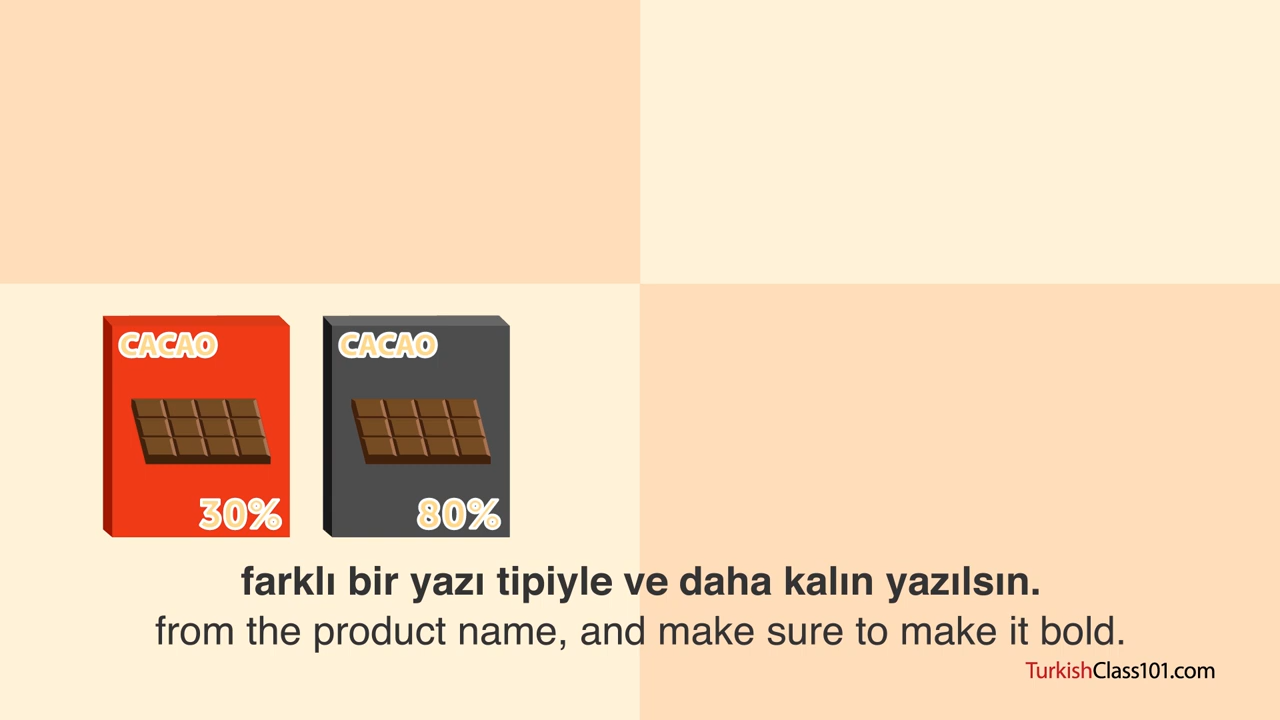 CACAO
CACAO
30%
80%
farklı bir yazı tipiyle ve daha kalın yazılsın.
from the product name, and make sure to make it bold.
TurkishClass101.com